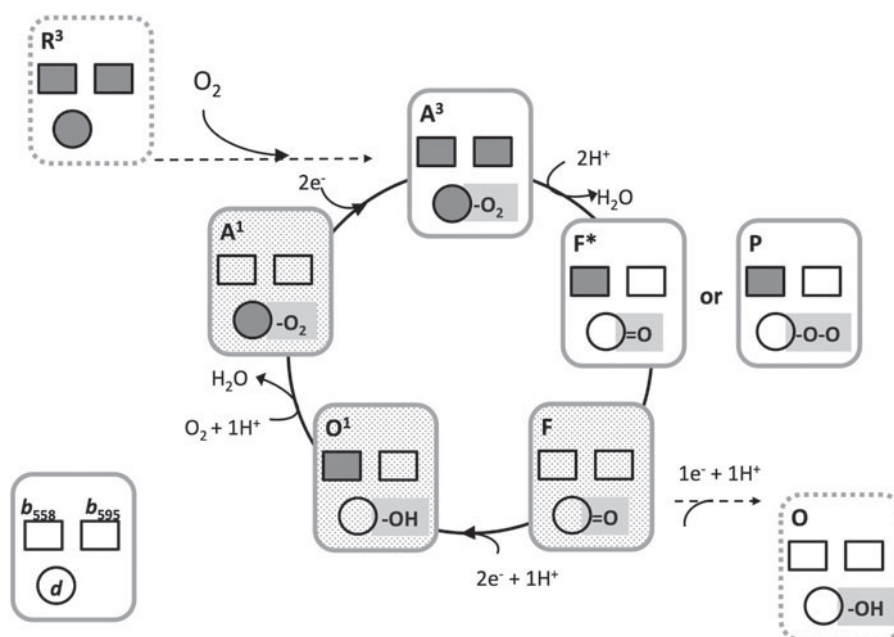 R³
O₂
A³
2e⁻
2H⁺
H₂O
-O₂
A¹
-O₂
F*
=O
or
P
-O-O
H₂O
O₂ + 1H⁺
O¹
-OH
F
=O
2e⁻ + 1H⁺
1e⁻ + 1H⁺
O
-OH
b₅₅₈ b₅₉₅
d